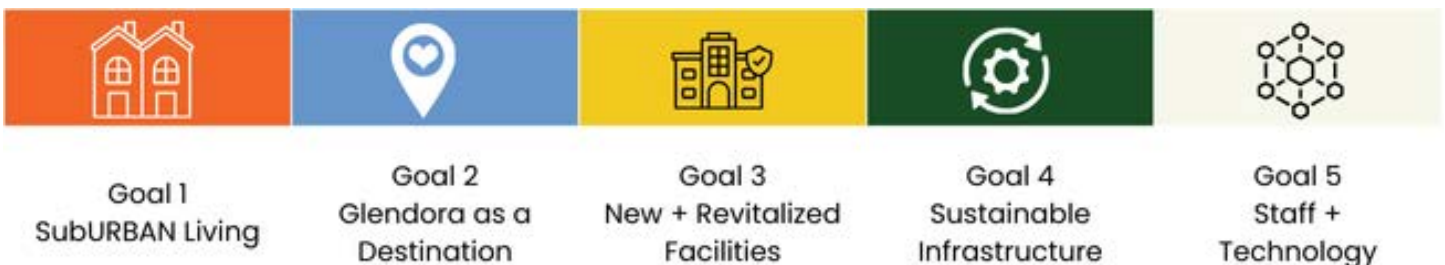 Goal 1
SubURBAN Living
Goal 2
Glendora as a
Destination
Goal 3
New + Revitalized
Facilities
Goal 4
Sustainable
Infrastructure
Goal 5
Staff +
Technology